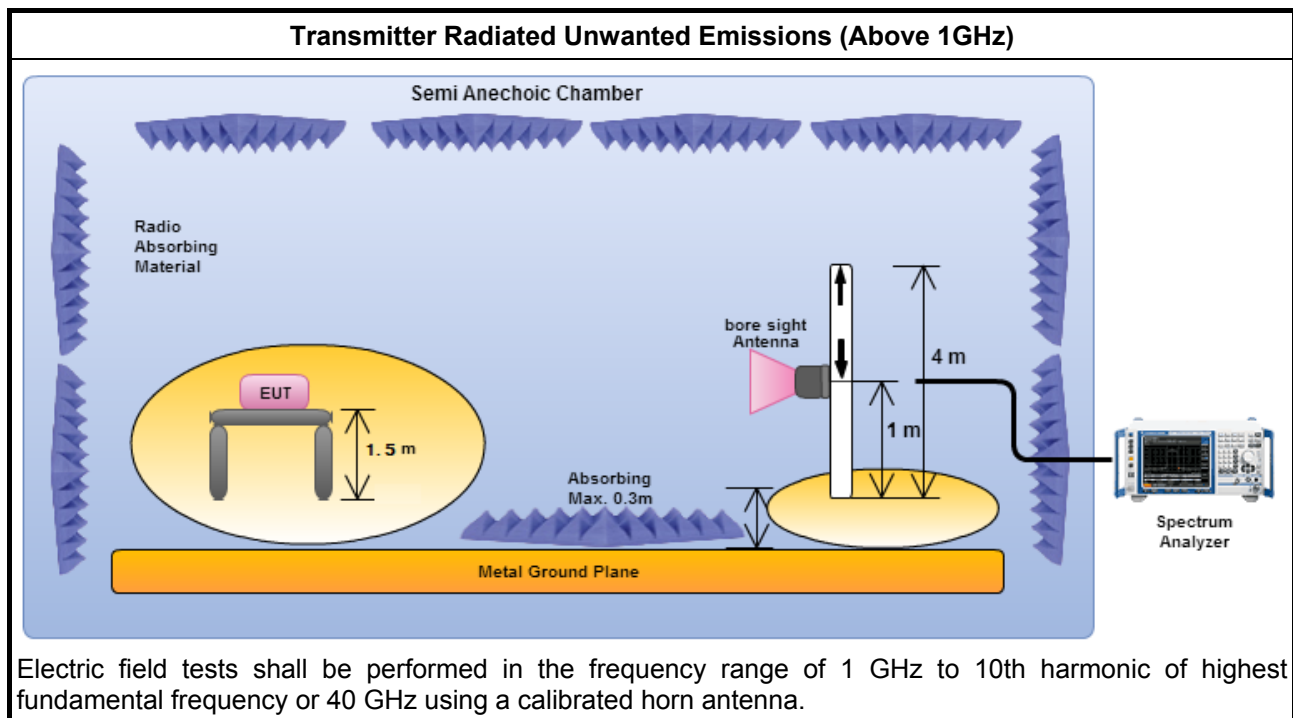 Transmitter Radiated Unwanted Emissions (Above 1GHz)
Semi Anechoic Chamber
Radio
Absorbing
Material
bore sight
Antenna
4 m
EUT
1.5 m
1 m
Absorbing
Max. 0.3m
Spectrum
Analyzer
Metal Ground Plane
Electric field tests shall be performed in the frequency range of 1 GHz to 10th harmonic of highest
fundamental frequency or 40 GHz using a calibrated horn antenna.